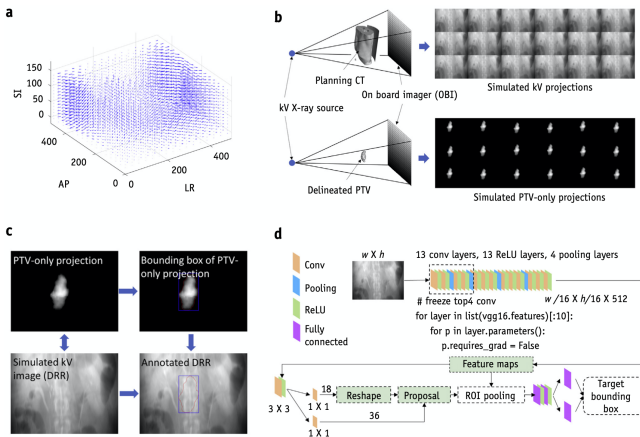 a
150
100
50
0
SI
400
200
0
AP
0
200
400
LR
b
Planning CT
On board imager (OBI)
kV X-ray source
Delineated PTV
Simulated kV projections
Simulated PTV-only projections
c
PTV-only projection
Bounding box of PTV-
only projection
Simulated kV
image (DRR)
Annotated DRR
d
Conv
Pooling
ReLU
Fully
connected
w X h
13 conv layers, 13 ReLU layers, 4 pooling layers
w /16 X h/16 X 512
# freeze top4 conv
for layer in list(vgg16.features)[:10]:
for p in layer.parameters():
p.requires_grad = False
Feature maps
3 X 3
18
1 X 1
1 X 1
36
Reshape
Proposal
ROI pooling
Target
bounding
box